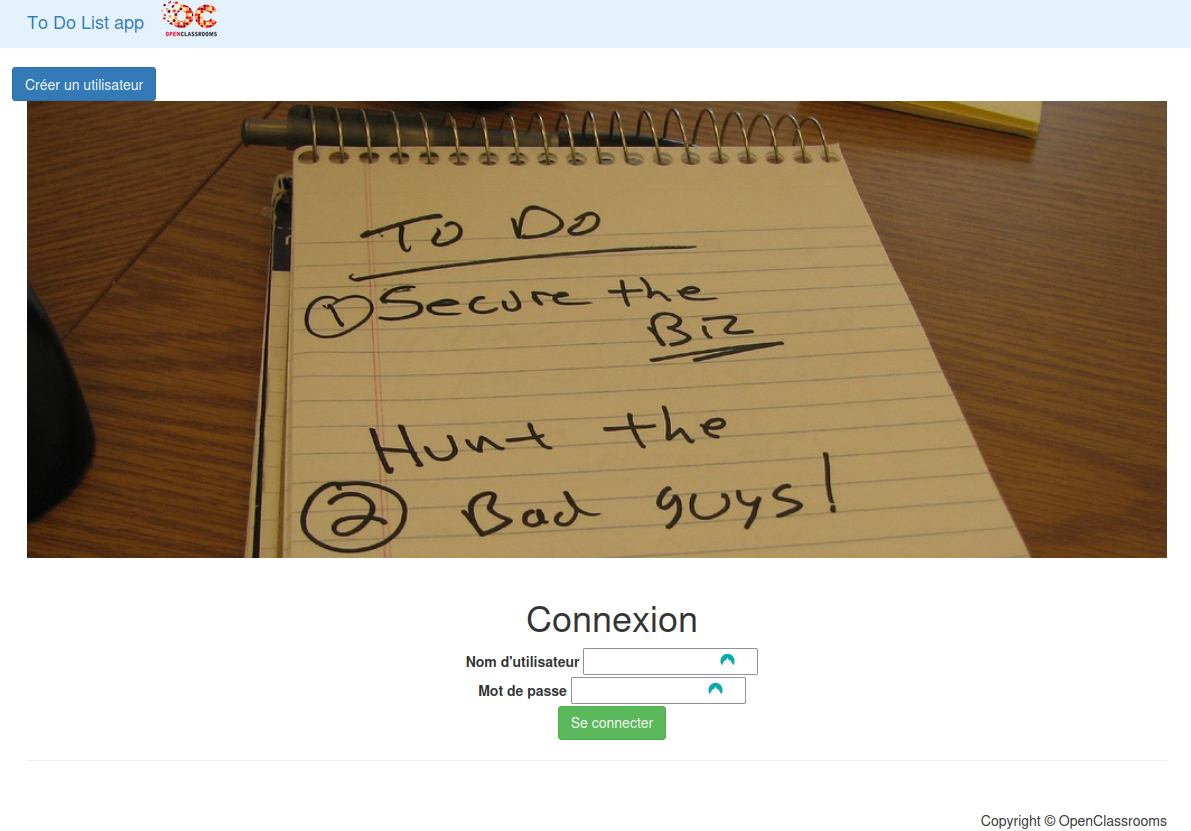 To Do List app
OC
OPENCLASSROOMS
Créer un utilisateur
To Do
1 Secure the
Biz
Hunt the
2 Bad guys!
Connexion
Nom d'utilisateur
Mot de passe
Se connecter
Copyright © OpenClassrooms